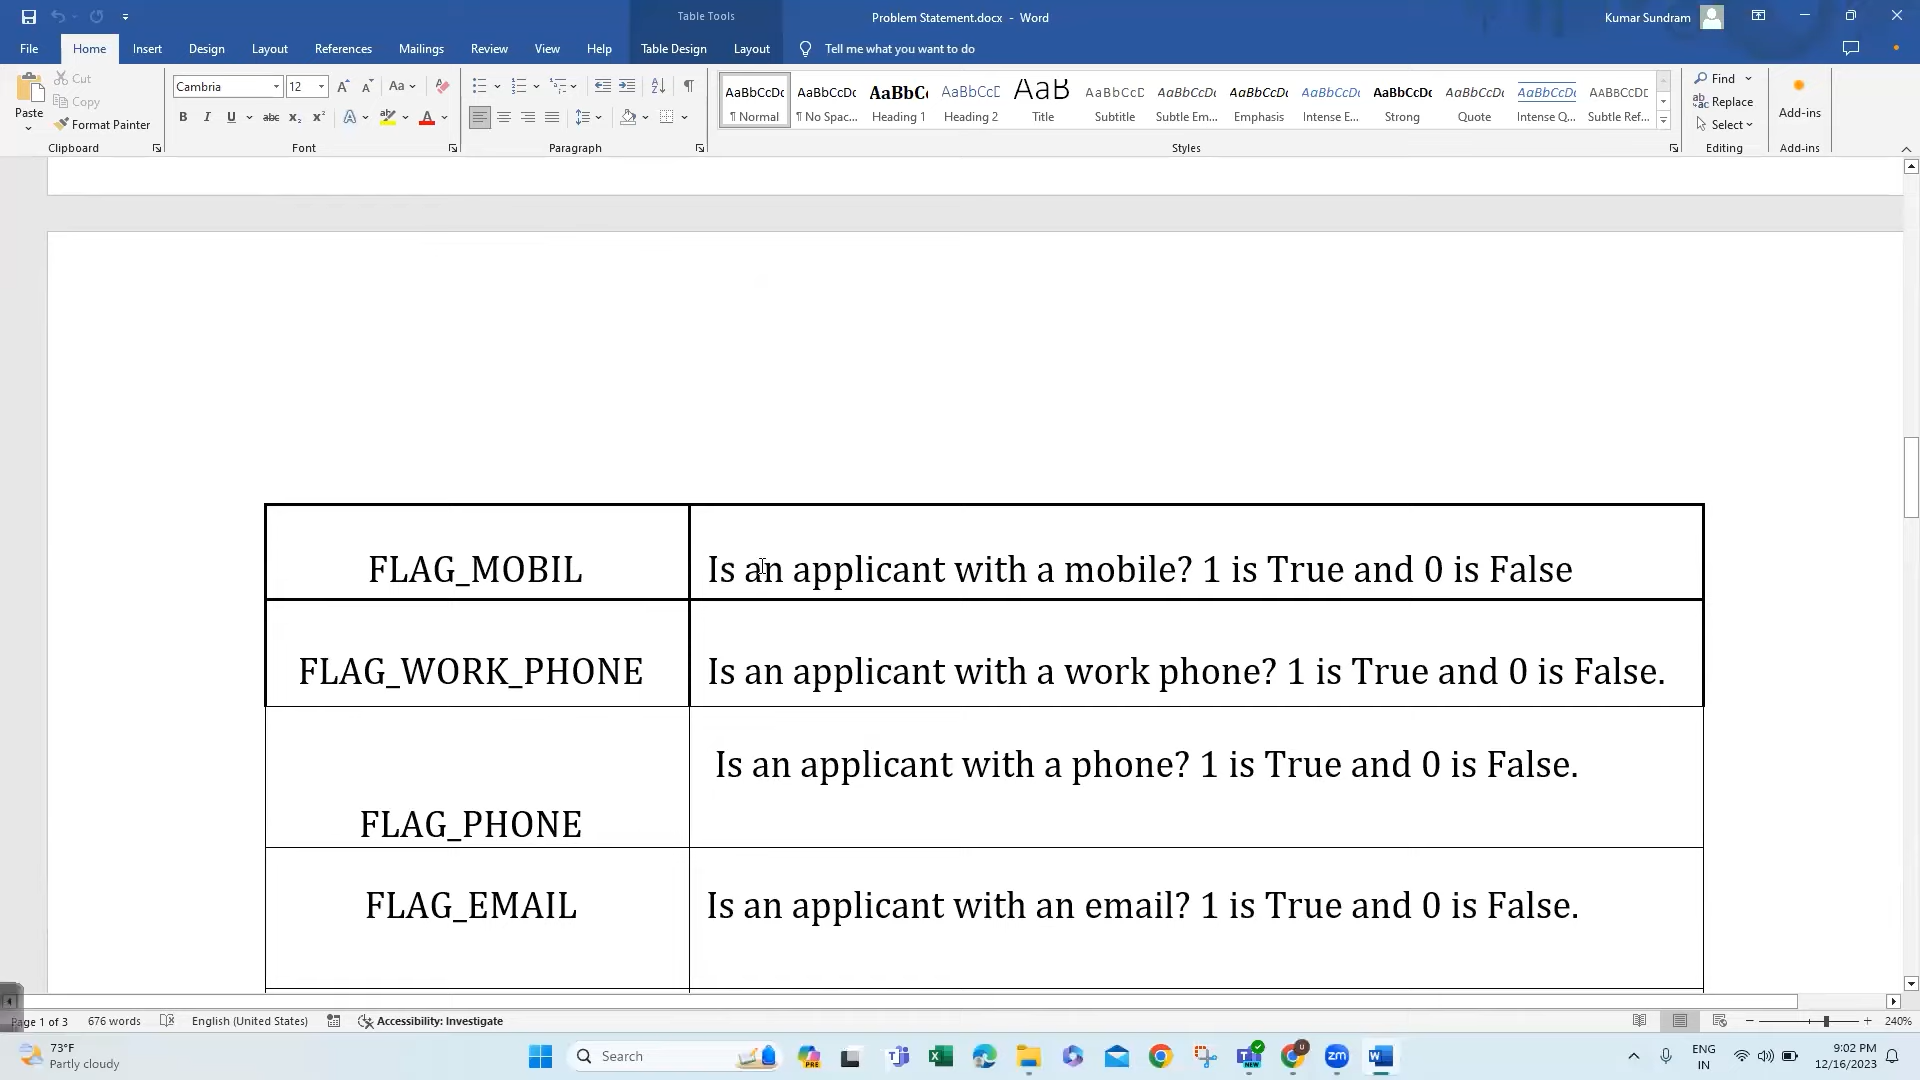 Table Tools
Problem Statement.docx - Word
Kumar Sundram
File Home Insert Design Layout References Mailings Review View Help Table Design Layout Tell me what you want to do
Paste
Cut
Copy
Format Painter
Clipboard
Cambria 12
Font
Paragraph
AaBbCcDc AaBbCcDc AaBbC AaBbCcD AaB AaBbCcD AaBbCcDc AaBbCcDc AaBbCcDc AaBbCcDc AaBbCcDc AaBbCcDc AaBbCcDc
¶ Normal ¶ No Spac... Heading 1 Heading 2 Title Subtitle Subtle Em... Emphasis Intense E... Strong Quote Intense Q... Subtle Ref...
Styles
Find
Replace
Select
Editing
Add-ins
Add-ins
FLAG_MOBIL Is an applicant with a mobile? 1 is True and 0 is False
FLAG_WORK_PHONE Is an applicant with a work phone? 1 is True and 0 is False.
Is an applicant with a phone? 1 is True and 0 is False.
FLAG_PHONE
FLAG_EMAIL Is an applicant with an email? 1 is True and 0 is False.
Page 1 of 3 676 words English (United States) Accessibility: Investigate 240%
73°F
Partly cloudy
Search
ENG
IN
9:02 PM
12/16/2023